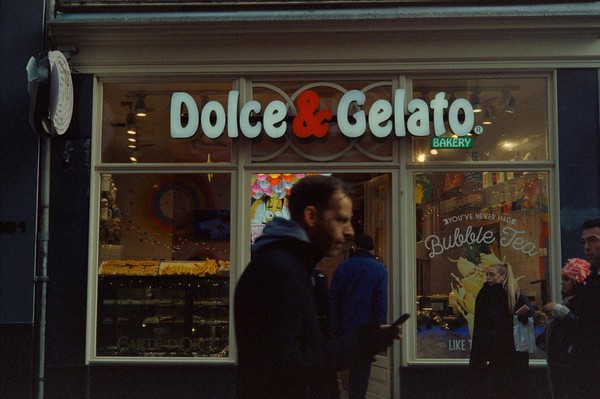 Dolce & Gelato ®
BAKERY
YOU'VE NEVER HAD
Bubble Tea
LIKE